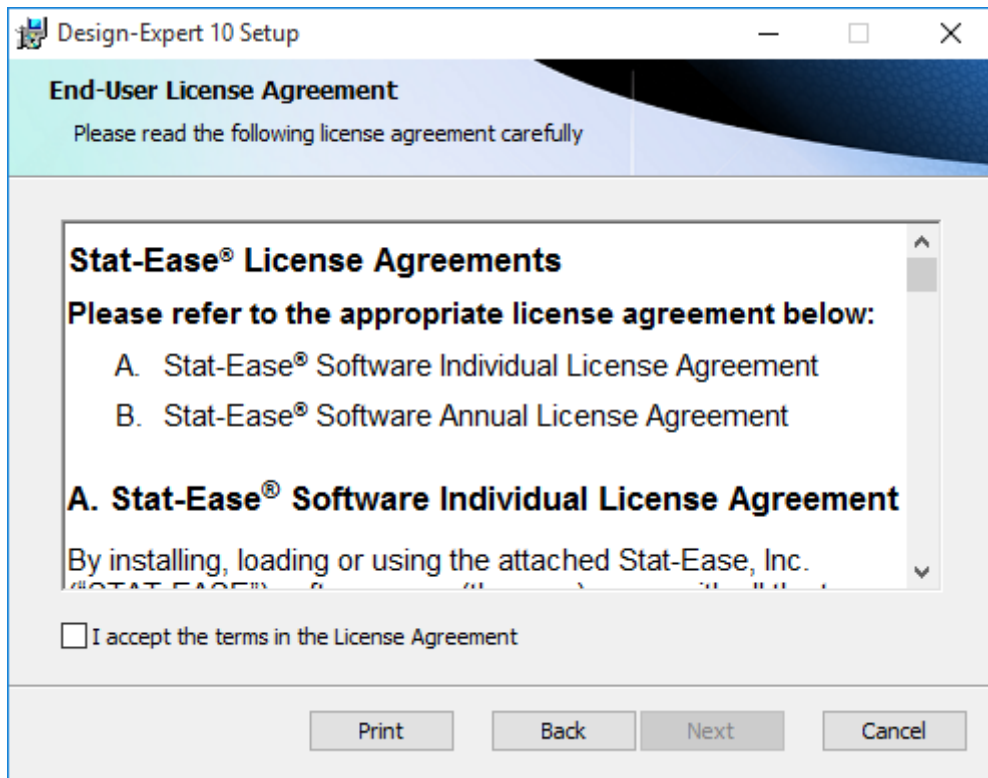 Design-Expert 10 Setup
End-User License Agreement
Please read the following license agreement carefully
Stat-Ease® License Agreements
Please refer to the appropriate license agreement below:
A. Stat-Ease® Software Individual License Agreement
B. Stat-Ease® Software Annual License Agreement
A. Stat-Ease® Software Individual License Agreement
By installing, loading or using the attached Stat-Ease, Inc.
I accept the terms in the License Agreement
Print Back Next Cancel